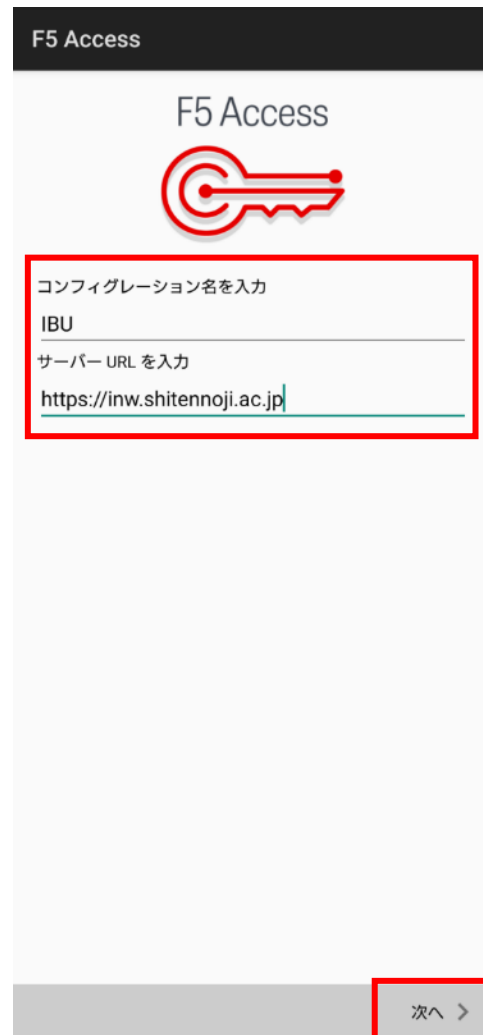 F5 Access
F5 Access
コンフィグレーション名を入力
IBU
サーバー URL を入力
https://inw.shitennoji.ac.jp
次へ